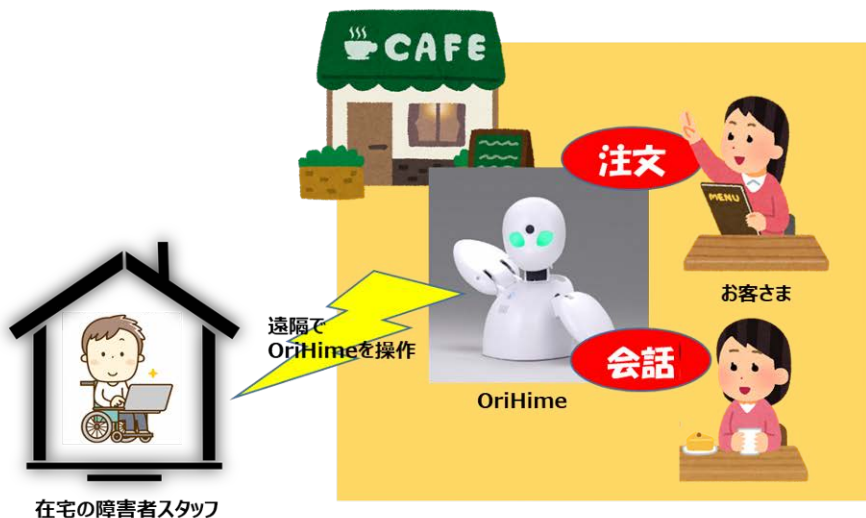 CAFE
注文
MENU
お客さま
遠隔で
OriHimeを操作
会話
OriHime
在宅の障害者スタッフ